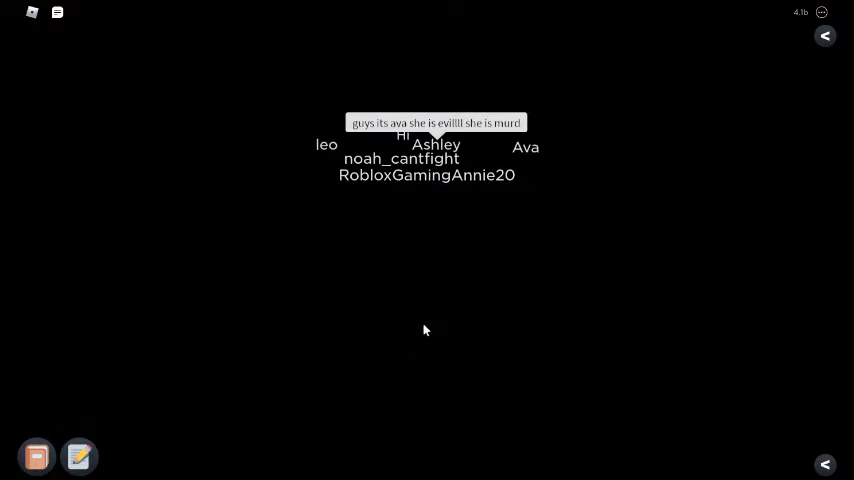 4.1b
guys its ava she is evillll she is murd
Hi
leo
Ashley
Ava
noah_cantfight
RobloxGamingAnnie20